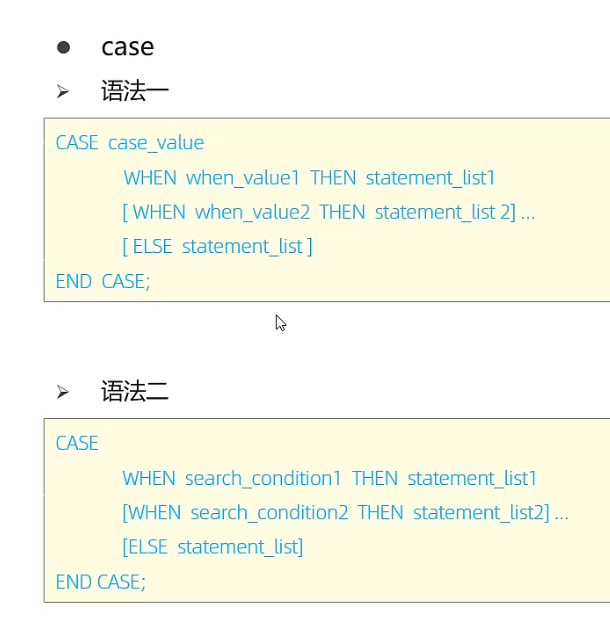 case
语法一
CASE case_value
WHEN when_value1 THEN statement_list1
[ WHEN when_value2 THEN statement_list 2] ...
[ ELSE statement_list ]
END CASE;
语法二
CASE
WHEN search_condition1 THEN statement_list1
[WHEN search_condition2 THEN statement_list2] ...
[ELSE statement_list]
END CASE;